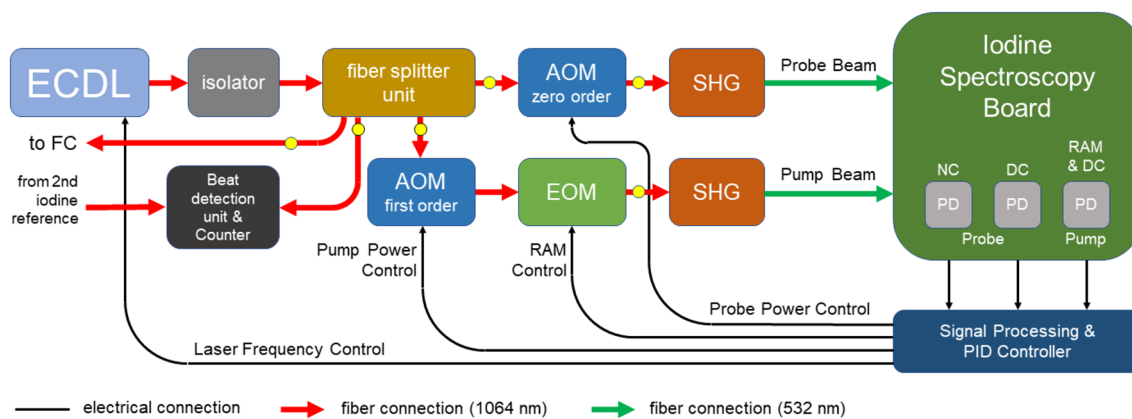 ECDL
isolator
fiber splitter
unit
AOM
zero order
SHG
Probe Beam
Iodine
Spectroscopy
Board
to FC
from 2nd
iodine
reference
Beat
detection
unit &
Counter
AOM
first order
EOM
SHG
Pump Beam
NC
DC
RAM
& DC
PD
PD
PD
Probe
Pump
Pump Power
Control
RAM
Control
Probe Power Control
Laser Frequency Control
Signal Processing &
PID Controller
electrical connection
fiber connection (1064 nm)
fiber connection (532 nm)